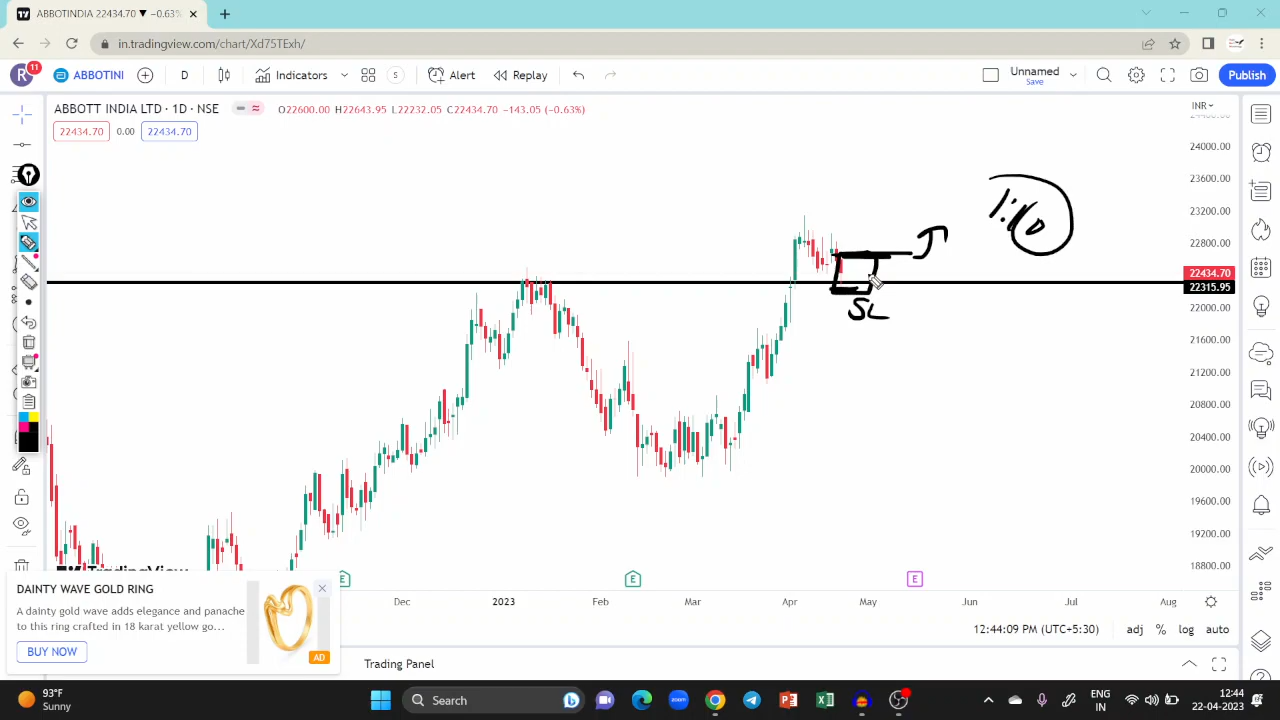 ABBOTINDIA 22434.70 ▼ −0.63%
in.tradingview.com/chart/Xd75TExh/
R 11 ABBOTINI D Indicators S Alert Replay Unnamed Save Publish
ABBOTT INDIA LTD · 1D · NSE O22600.00 H22643.95 L22232.05 C22434.70 −143.05 (−0.63%) INR
22434.70 0.00 22434.70
24000.00
23600.00
23200.00
22800.00
22434.70
22315.95
22000.00
21600.00
21200.00
20800.00
20400.00
20000.00
19600.00
19200.00
18800.00
1:10
SL
TradingView
E E E
Dec 2023 Feb Mar Apr May Jun Jul Aug
12:44:09 PM (UTC+5:30) adj % log auto
DAINTY WAVE GOLD RING
A dainty gold wave adds elegance and panache
to this ring crafted in 18 karat yellow go...
BUY NOW
AD
Trading Panel
93°F
Sunny
Search
zoom
ENG
IN
12:44
22-04-2023